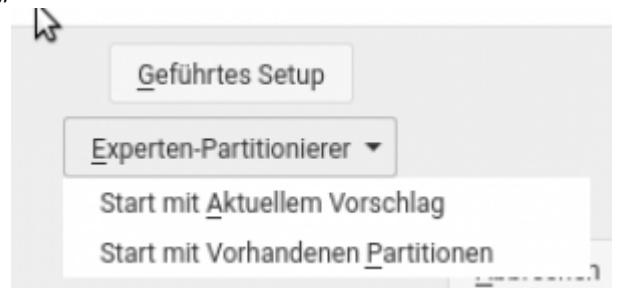 Geführtes Setup
Experten-Partitionierer
Start mit Aktuellem Vorschlag
Start mit Vorhandenen Partitionen